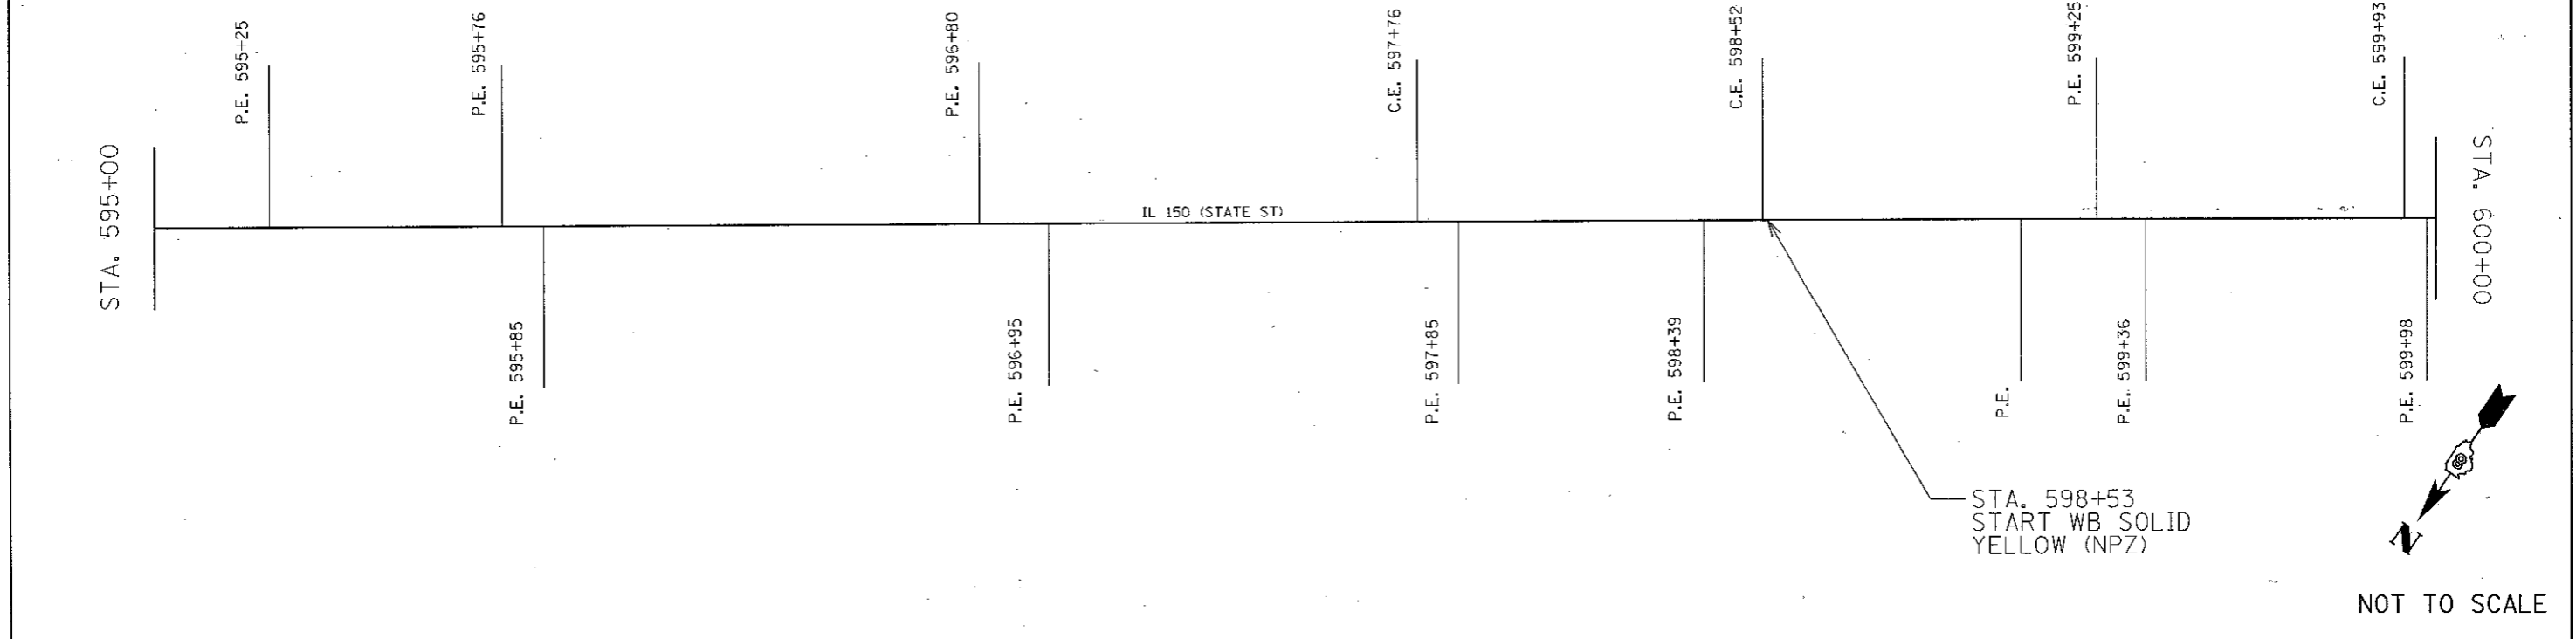 P.E. 595+25
P.E. 595+76
P.E. 596+80
C.E. 597+76
C.E. 598+52
P.E. 599+25
C.E. 599+93
STA. 595+00
IL 150 (STATE ST)
STA. 600+00
P.E. 595+85
P.E. 596+95
P.E. 597+85
P.E. 598+39
P.E.
P.E. 599+36
P.E. 599+98
STA. 598+53
START WB SOLID
YELLOW (NPZ)
N
NOT TO SCALE